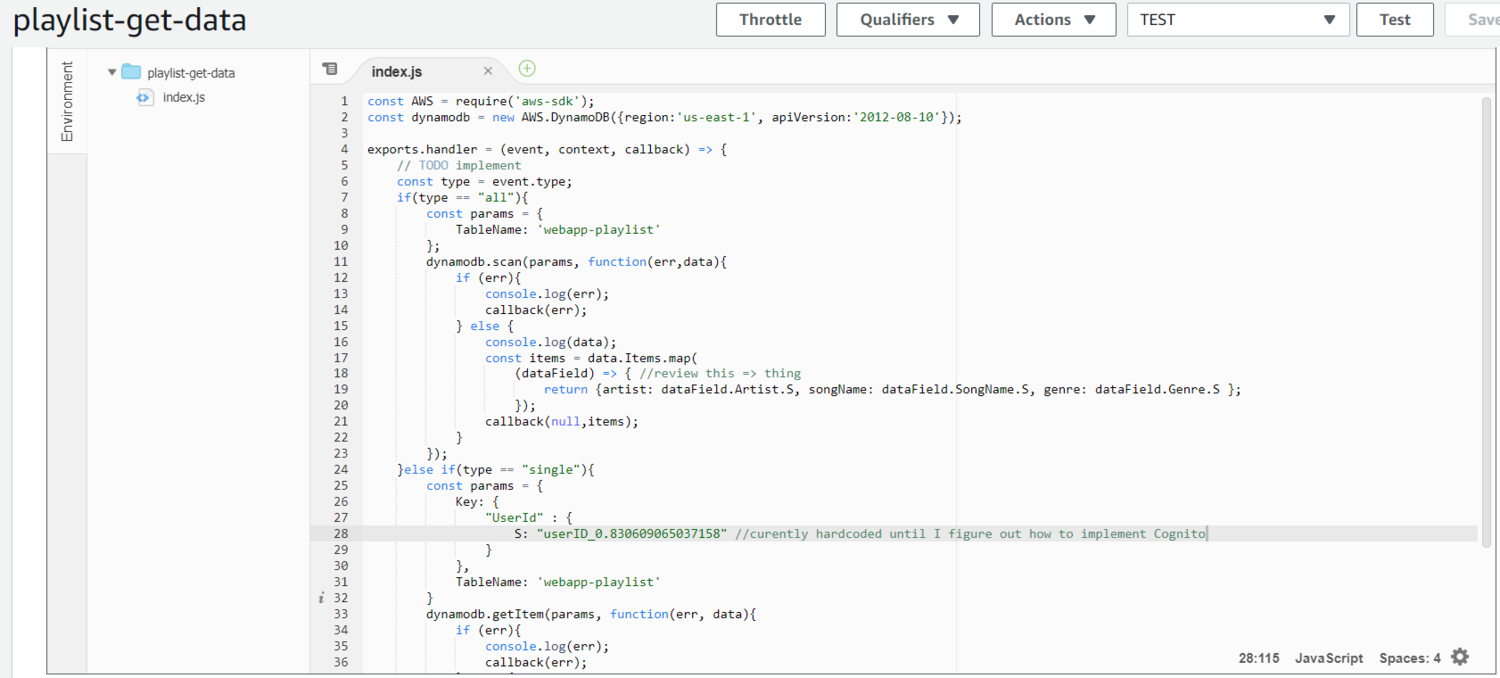 playlist-get-data
Throttle
Qualifiers
Actions
TEST
Test
Save
Environment
playlist-get-data
index.js
index.js
1 const AWS = require('aws-sdk');
2 const dynamodb = new AWS.DynamoDB({region:'us-east-1', apiVersion:'2012-08-10'});
3
4 exports.handler = (event, context, callback) => {
5 // TODO implement
6 const type = event.type;
7 if(type == "all"){
8 const params = {
9 TableName: 'webapp-playlist'
10 };
11 dynamodb.scan(params, function(err,data){
12 if (err){
13 console.log(err);
14 callback(err);
15 } else {
16 console.log(data);
17 const items = data.Items.map(
18 (dataField) => { //review this => thing
19 return {artist: dataField.Artist.S, songName: dataField.SongName.S, genre: dataField.Genre.S };
20 });
21 callback(null,items);
22 }
23 });
24 }else if(type == "single"){
25 const params = {
26 Key: {
27 "UserId" : {
28 S: "userID_0.830609065037158" //curently hardcoded until I figure out how to implement Cognito
29 }
30 },
31 TableName: 'webapp-playlist'
i 32 }
33 dynamodb.getItem(params, function(err, data){
34 if (err){
35 console.log(err);
36 callback(err);
28:115 JavaScript Spaces: 4